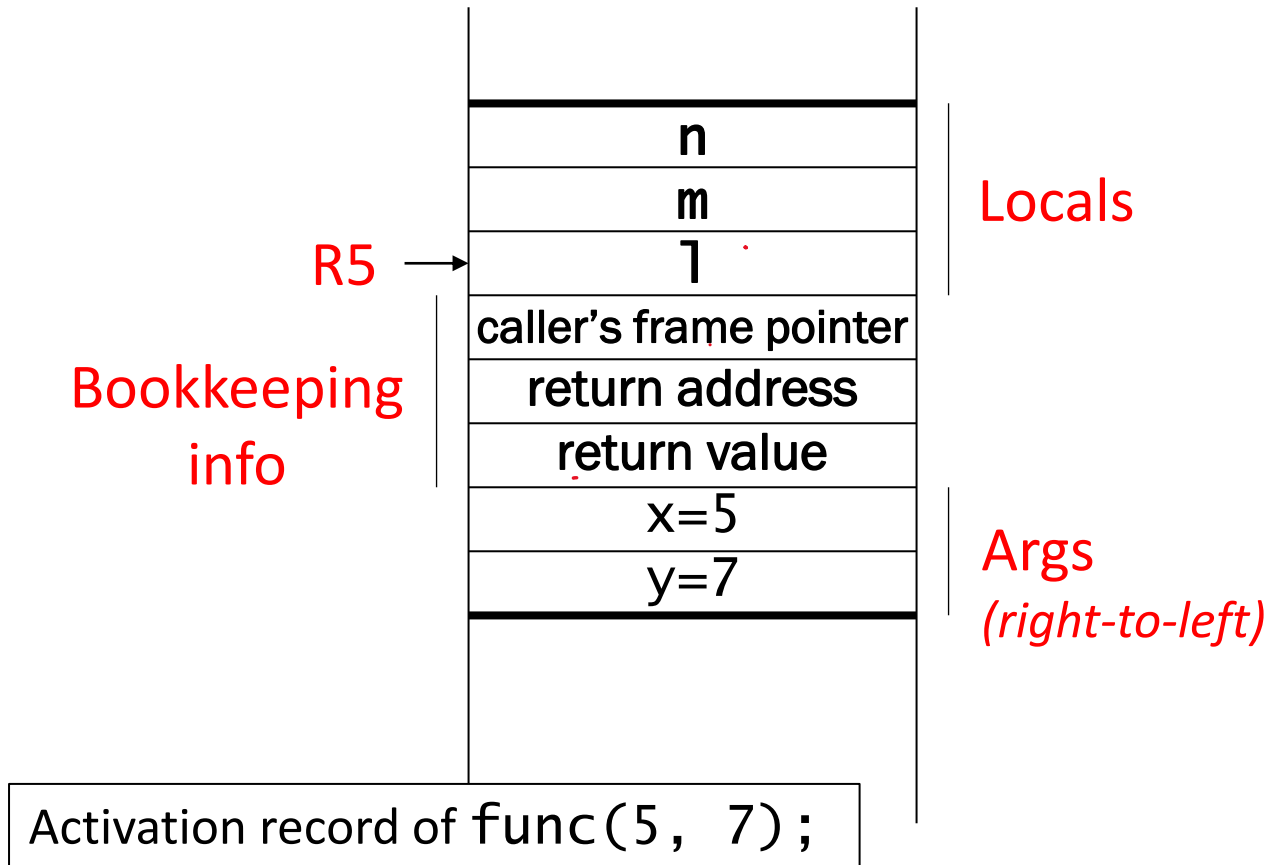 n
m
Locals
l
R5
caller's frame pointer
Bookkeeping
info
return address
return value
x=5
y=7
Args
(right-to-left)
Activation record of func(5, 7);